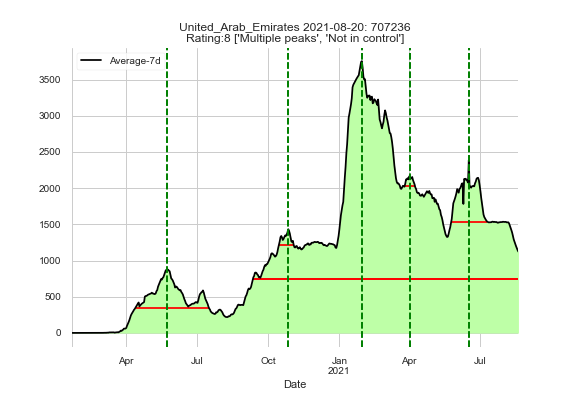 United_Arab_Emirates 2021-08-20: 707236
Rating:8 ['Multiple peaks', 'Not in control']
Average-7d
3500
3000
2500
2000
1500
1000
500
0
Apr Jul Oct Jan Apr Jul
2021
Date